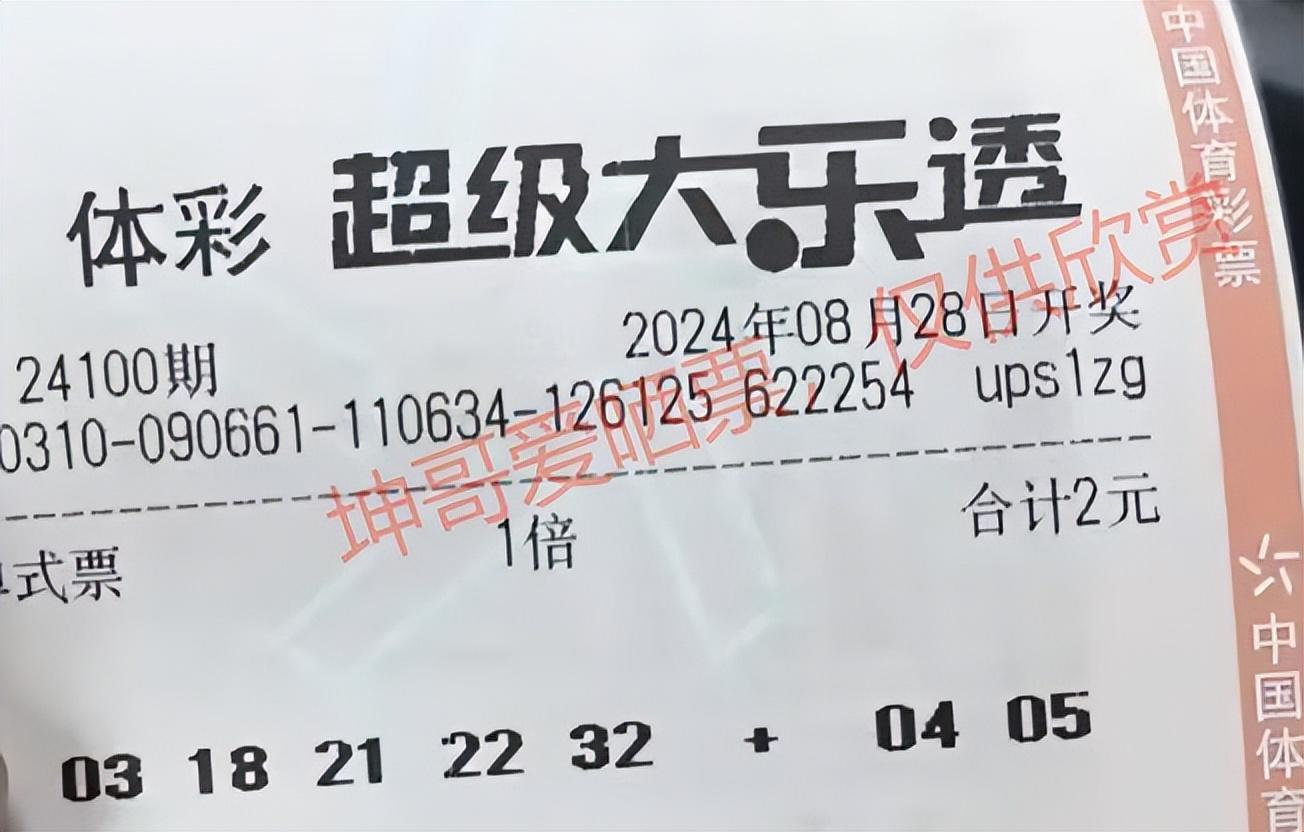 体彩 超级大乐透
24100期 2024年08月28日开奖
0310-090661-110634-126125 622254 ups1zg
式票 1倍 合计2元
03 18 21 22 32 + 04 05
坤哥爱晒票，仅供欣赏
中国体育彩票
中国体育